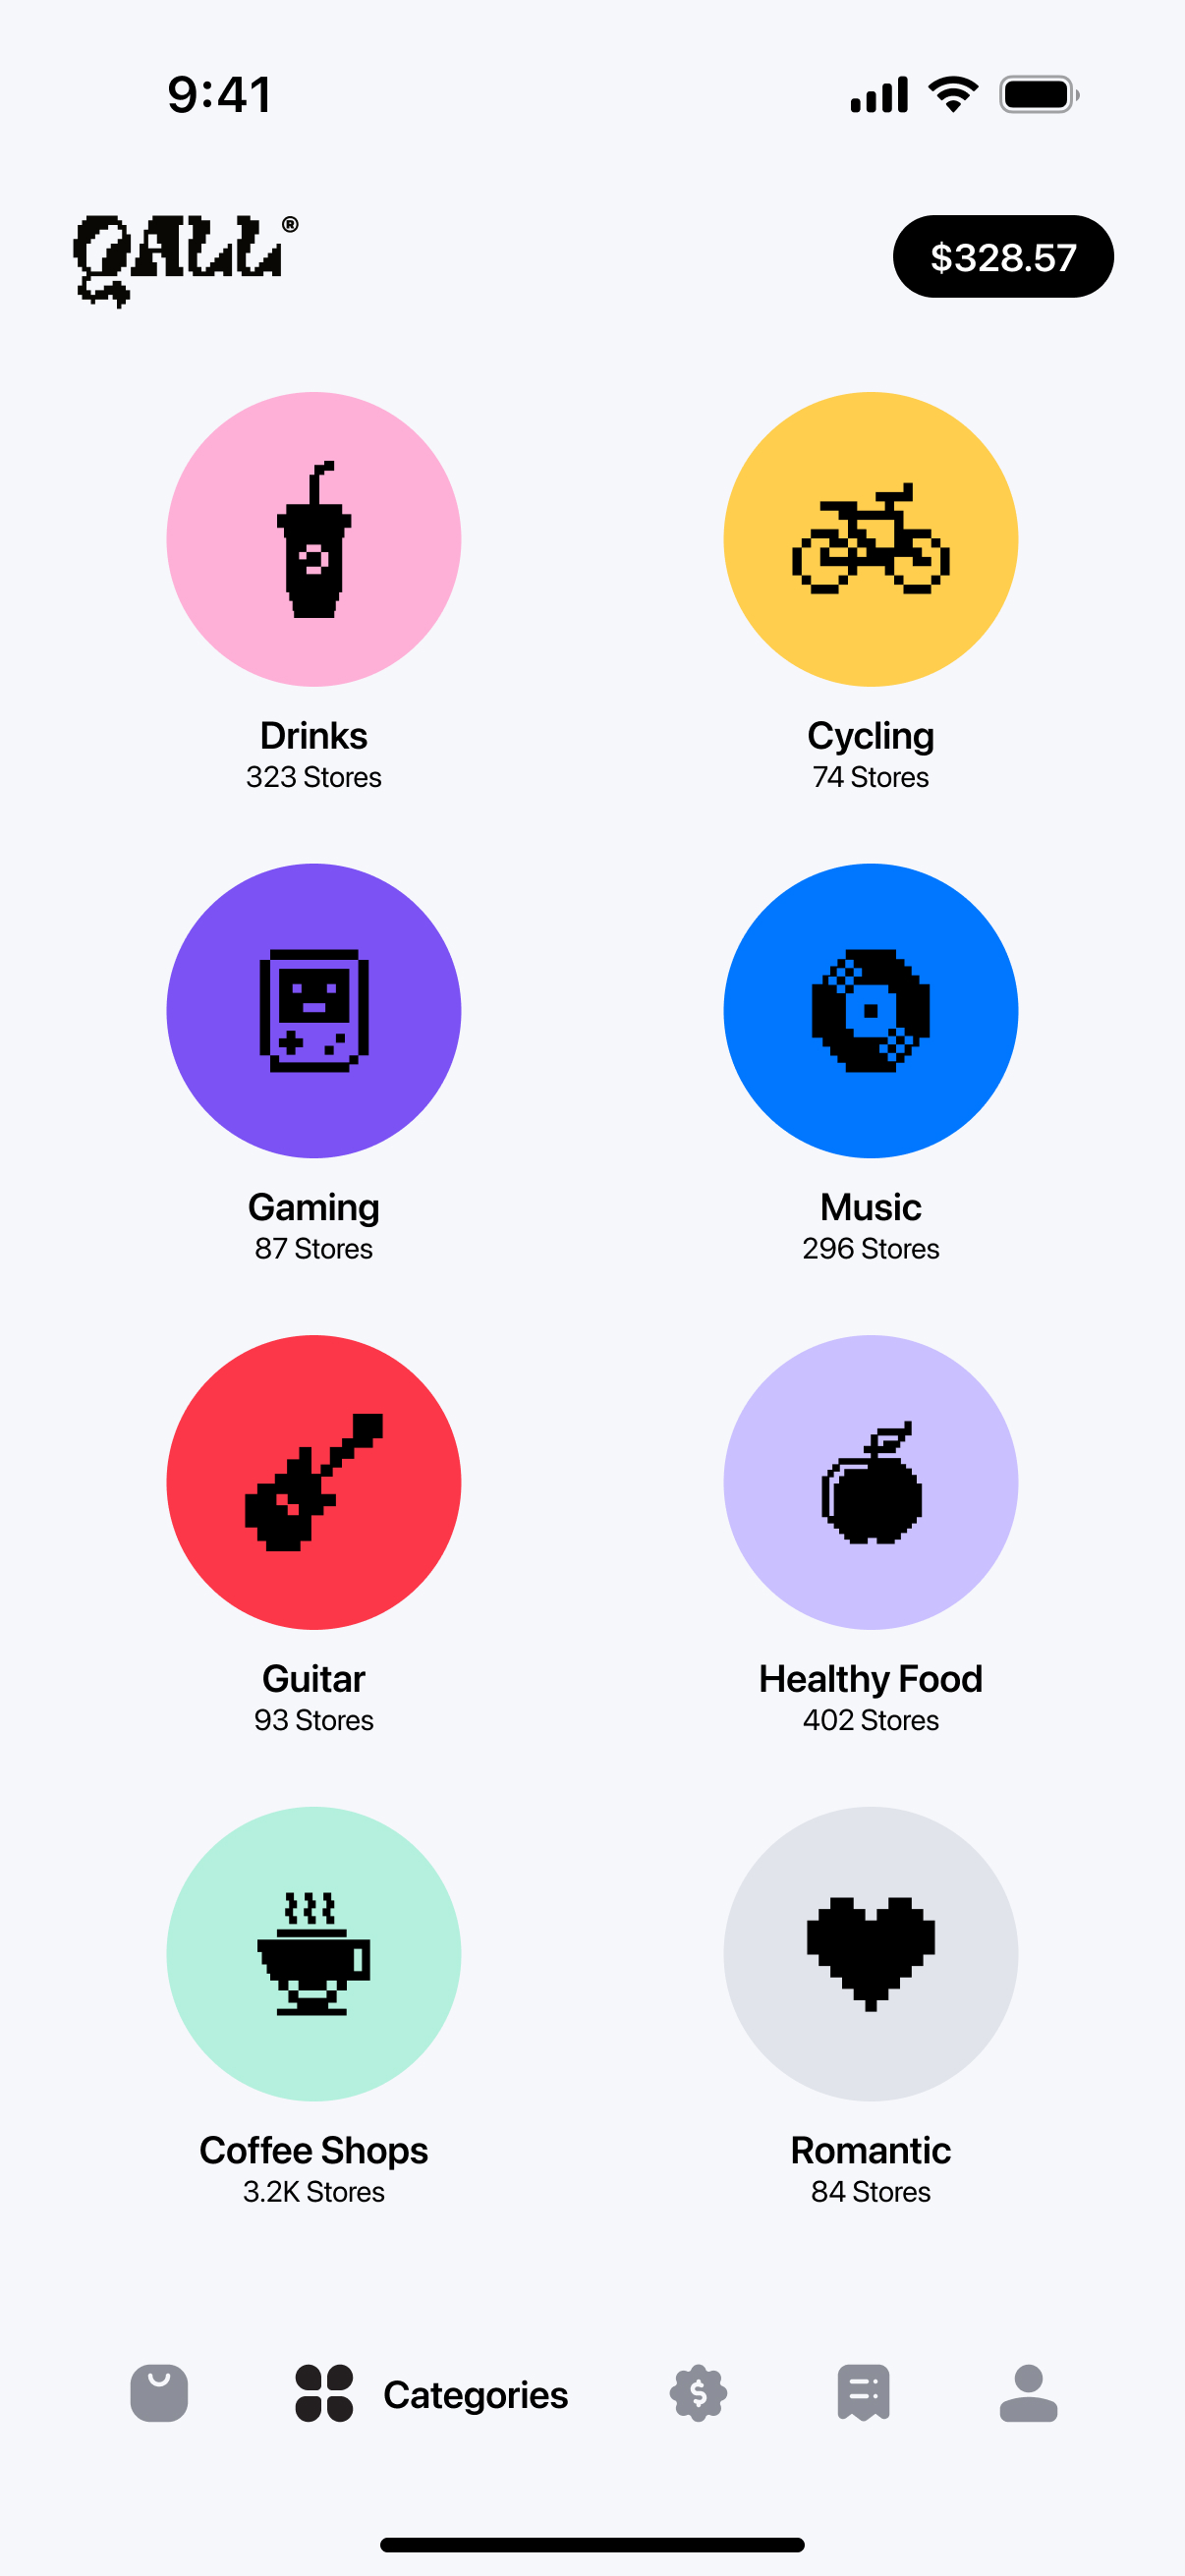 9:41
QALL®
$328.57
Drinks
323 Stores
Cycling
74 Stores
Gaming
87 Stores
Music
296 Stores
Guitar
93 Stores
Healthy Food
402 Stores
Coffee Shops
3.2K Stores
Romantic
84 Stores
$
Categories